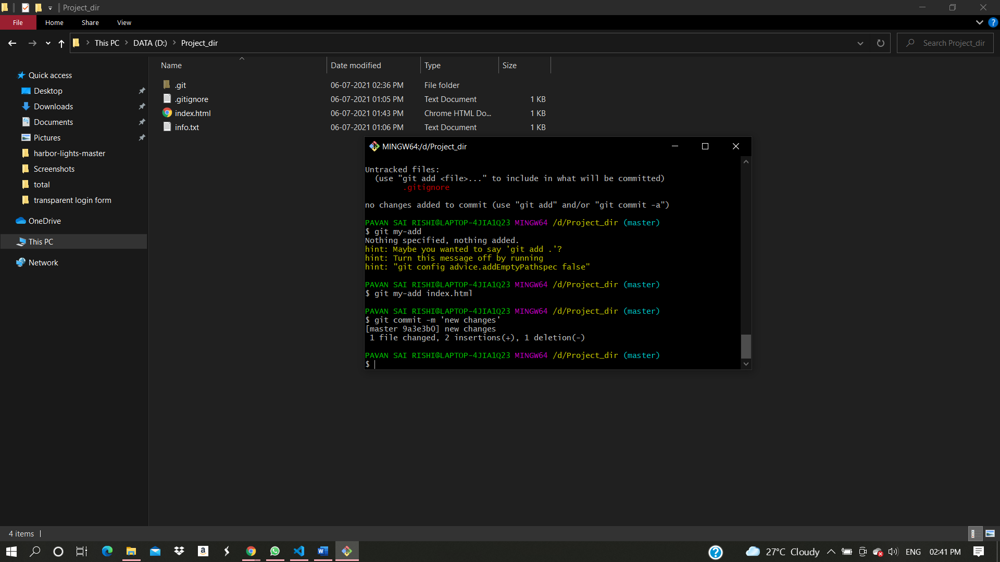 Project_dir
File Home Share View
This PC > DATA (D:) > Project_dir
Search Project_dir
Name Date modified Type Size
Quick access
Desktop
Downloads
Documents
Pictures
harbor-lights-master
Screenshots
total
transparent login form
OneDrive
This PC
Network
.git 06-07-2021 02:36 PM File folder
.gitignore 06-07-2021 01:05 PM Text Document 1 KB
index.html 06-07-2021 01:43 PM Chrome HTML Do... 1 KB
info.txt 06-07-2021 01:06 PM Text Document 1 KB
MINGW64:/d/Project_dir
Untracked files:
(use "git add <file>..." to include in what will be committed)
.gitignore
no changes added to commit (use "git add" and/or "git commit -a")
PAVAN SAI RISHI@LAPTOP-4JIA1Q23 MINGW64 /d/Project_dir (master)
$ git my-add
Nothing specified, nothing added.
hint: Maybe you wanted to say 'git add .'?
hint: Turn this message off by running
hint: "git config advice.addEmptyPathspec false"
PAVAN SAI RISHI@LAPTOP-4JIA1Q23 MINGW64 /d/Project_dir (master)
$ git my-add index.html
PAVAN SAI RISHI@LAPTOP-4JIA1Q23 MINGW64 /d/Project_dir (master)
$ git commit -m 'new changes'
[master 9a3e3b0] new changes
1 file changed, 2 insertions(+), 1 deletion(-)
PAVAN SAI RISHI@LAPTOP-4JIA1Q23 MINGW64 /d/Project_dir (master)
$
4 items
27°C Cloudy ENG 02:41 PM